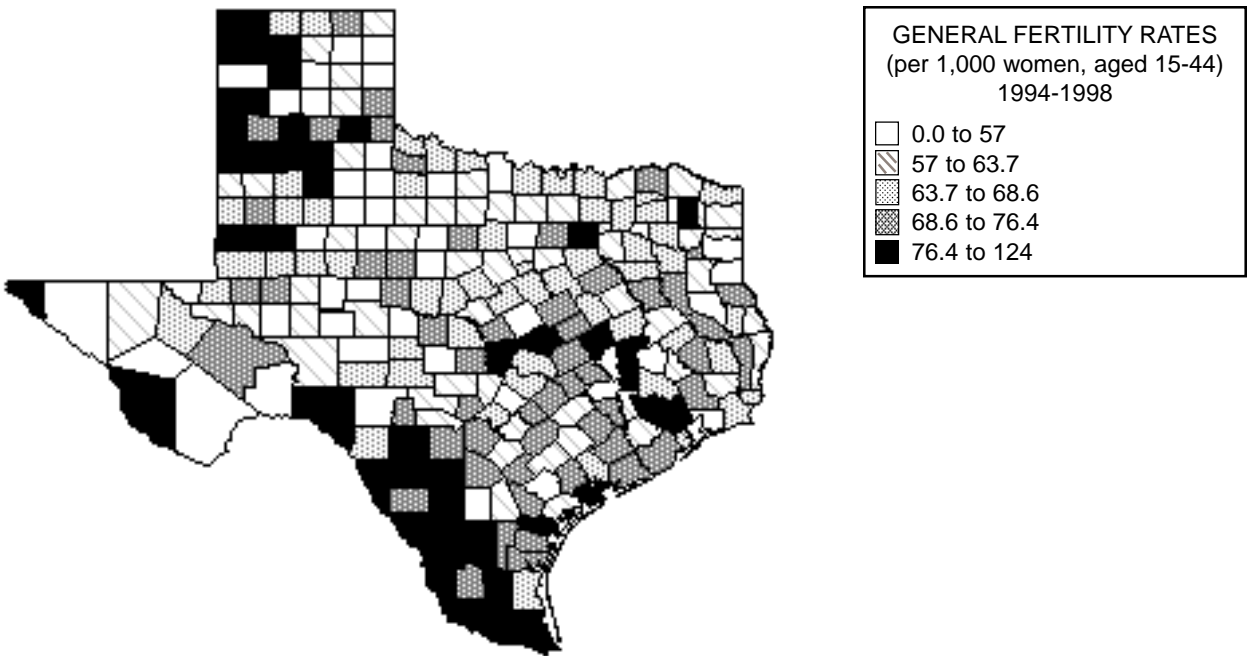 GENERAL FERTILITY RATES
(per 1,000 women, aged 15-44)
1994-1998
0.0 to 57
57 to 63.7
63.7 to 68.6
68.6 to 76.4
76.4 to 124